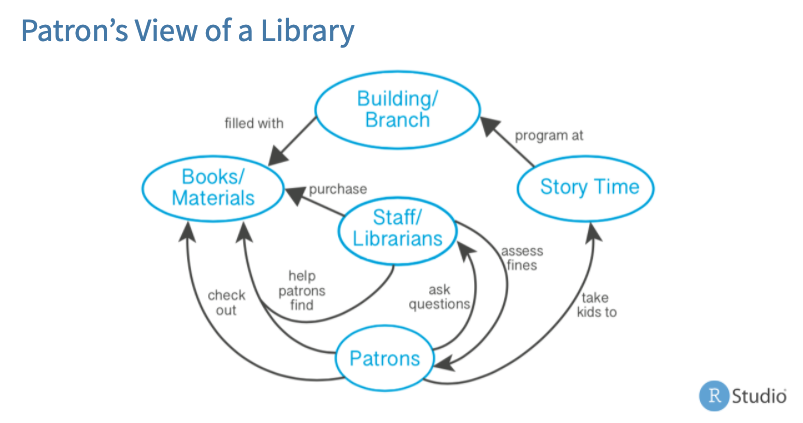 Patron’s View of a Library
Building/
Branch
filled with
program at
Books/
Materials
purchase
Story Time
Staff/
Librarians
assess
fines
help
patrons
find
ask
questions
check
out
take
kids to
Patrons
R Studio